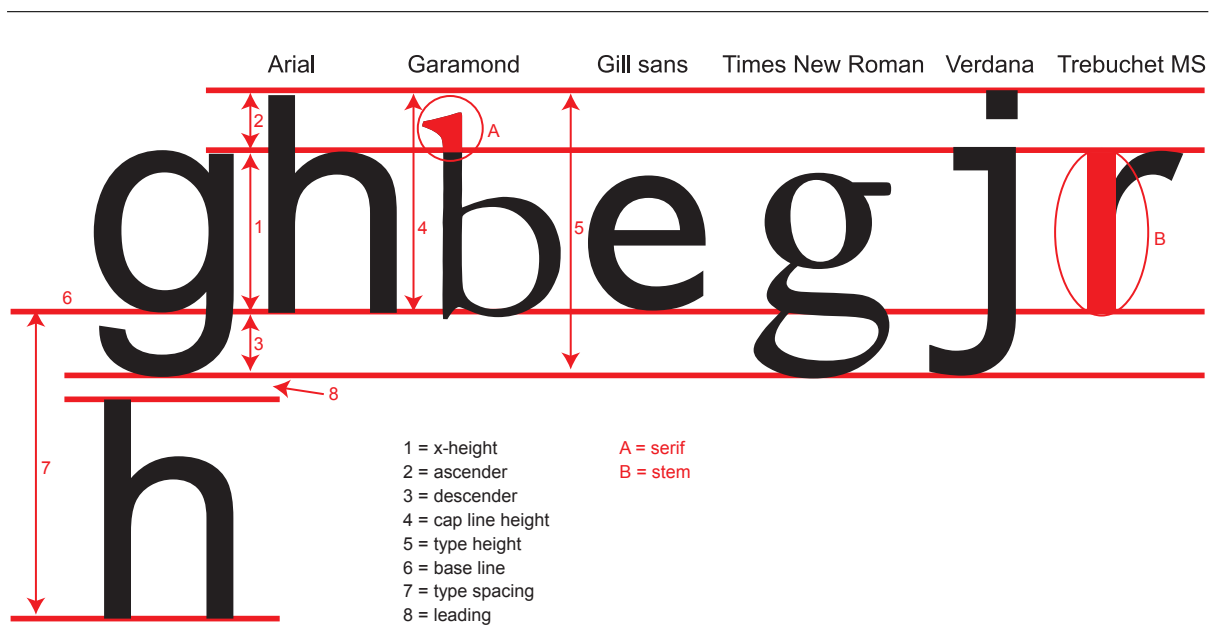 Arial Garamond Gill sans Times New Roman Verdana Trebuchet MS
2
A
g h b e g j r
1 4 5 B
6
3
8
h
7
1 = x-height
2 = ascender
3 = descender
4 = cap line height
5 = type height
6 = base line
7 = type spacing
8 = leading
A = serif
B = stem